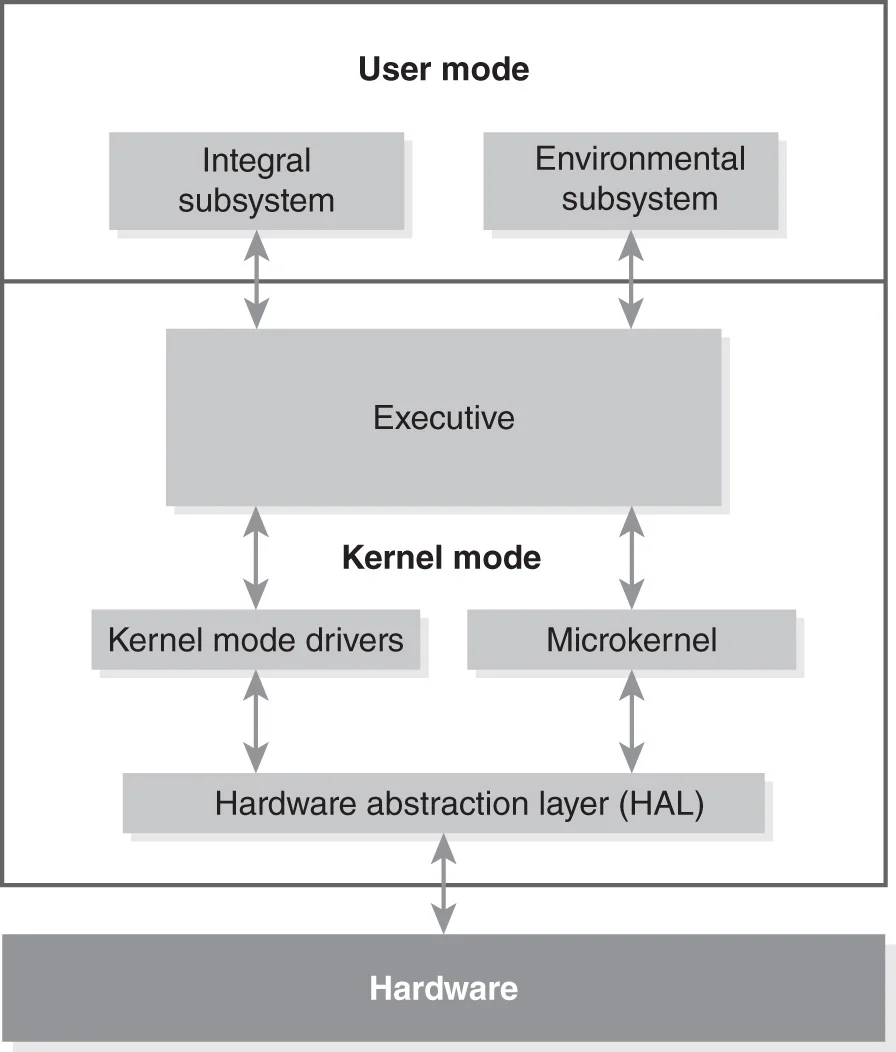 User mode
Integral
subsystem
Environmental
subsystem
Executive
Kernel mode
Kernel mode drivers
Microkernel
Hardware abstraction layer (HAL)
Hardware